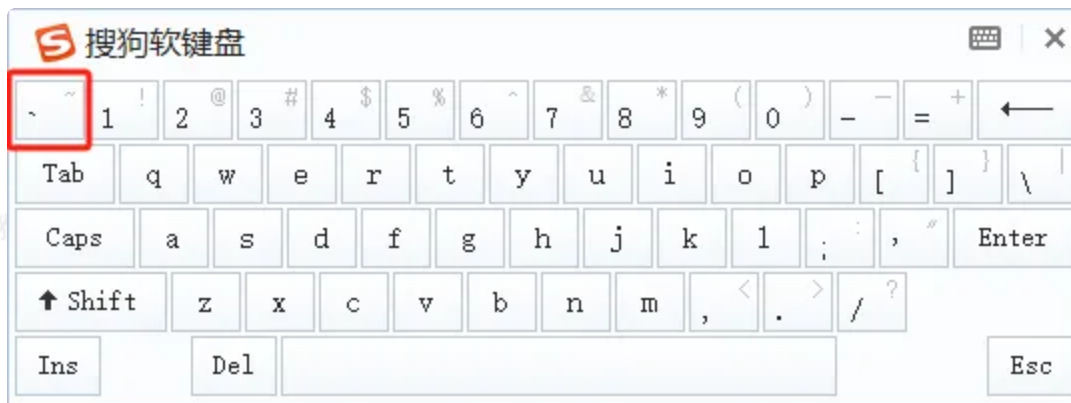 S 搜狗软键盘
` ~ 1 ! 2 @ 3 # 4 $ 5 % 6 ^ 7 & 8 * 9 ( 0 ) - — = + ←
Tab q w e r t y u i o p [ { ] } \ |
Caps a s d f g h j k l ; : ' " Enter
⬆ Shift z x c v b n m , < . > / ?
Ins Del Esc